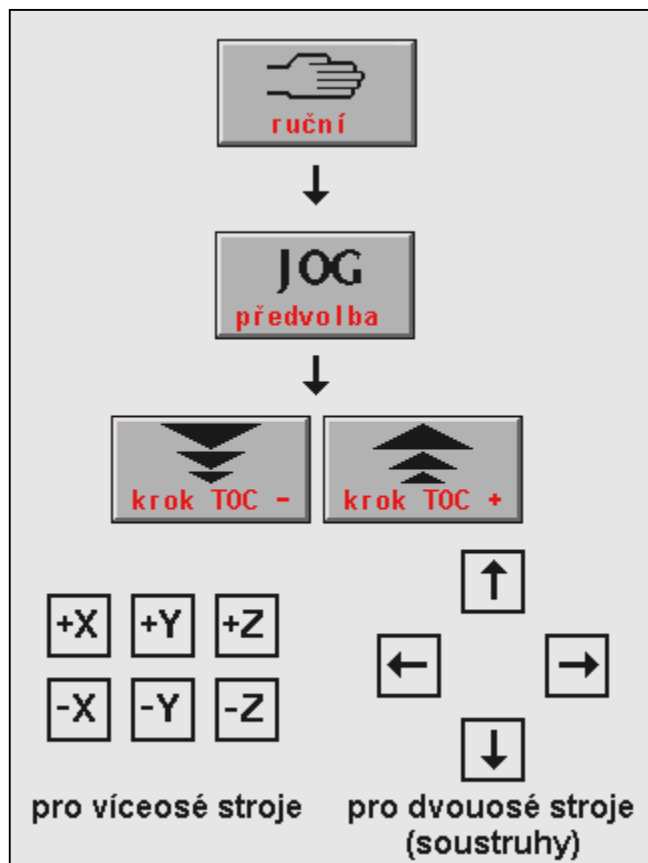 ruční
JOG
předvolba
krok TOC - krok TOC +
+X +Y +Z
-X -Y -Z
pro víceosé stroje
pro dvouosé stroje
(soustruhy)